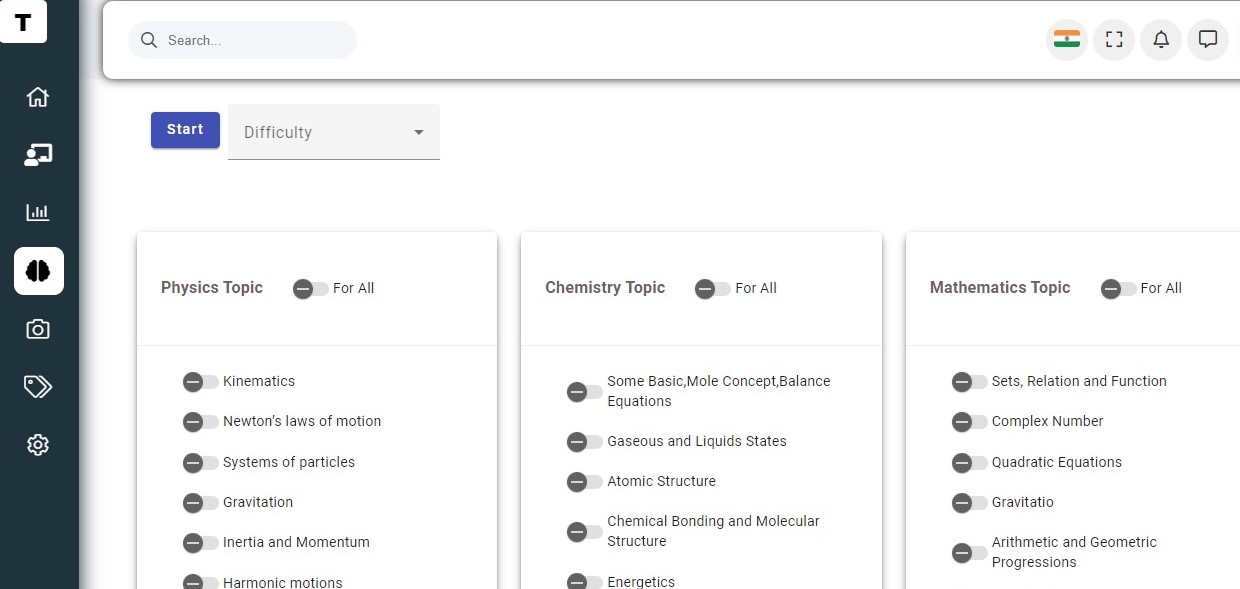 T
Search...
Start
Difficulty
Physics Topic
For All
Kinematics
Newton's laws of motion
Systems of particles
Gravitation
Inertia and Momentum
Harmonic motions
Chemistry Topic
For All
Some Basic,Mole Concept,Balance
Equations
Gaseous and Liquids States
Atomic Structure
Chemical Bonding and Molecular
Structure
Energetics
Mathematics Topic
For All
Sets, Relation and Function
Complex Number
Quadratic Equations
Gravitatio
Arithmetic and Geometric
Progressions